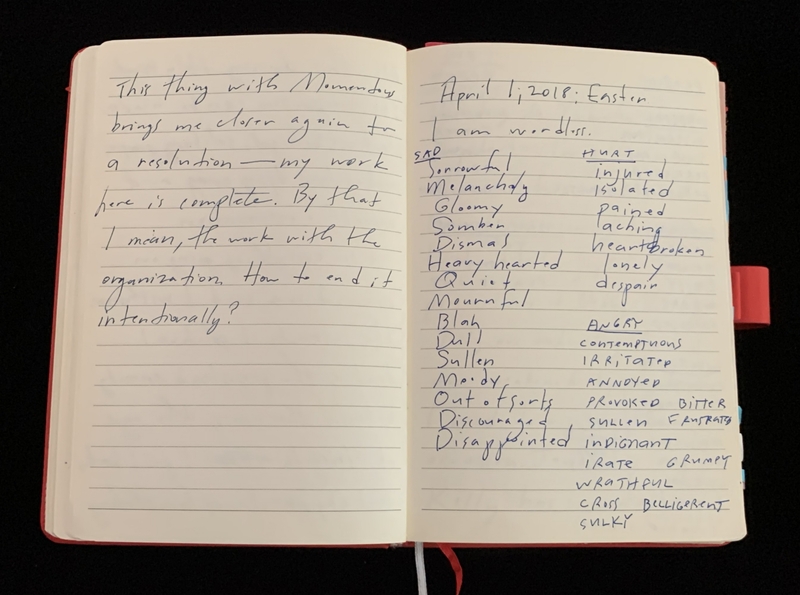 This thing with Momendous
brings me closer again to
a resolution — my work
here is complete. By that
I mean, the work with the
organization. How to end it
intentionally?
April 1, 2018: Easter
I am wordless.
SAD
Sorrowful
Melancholy
Gloomy
Somber
Dismas
Heavy hearted
Quiet
Mournful
Blah
Dull
Sullen
Moody
Out of sorts
Discouraged
Disappointed
HURT
injured
isolated
pained
aching
heartbroken
lonely
despair
ANGRY
CONTEMPTUOUS
IRRITATED
ANNOYED
PROVOKED BITTER
SULLEN FRUSTRATED
INDIGNANT
IRATE GRUMPY
WRATHFUL
CROSS BELLIGERENT
SULKY